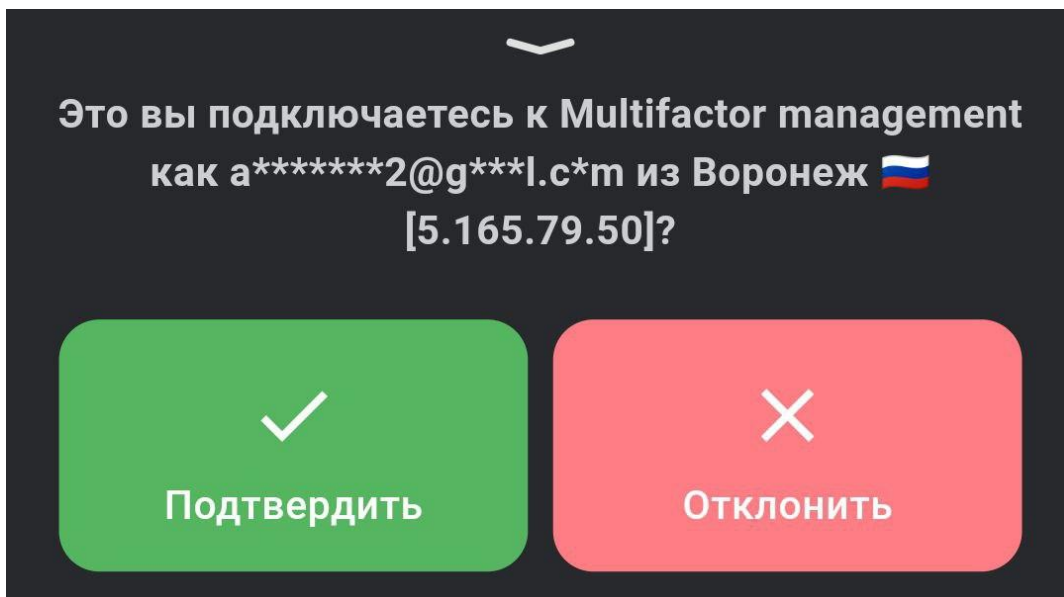 Это вы подключаетесь к Multifactor management
как a*******2@g***l.c*m из Воронеж 🇷🇺
[5.165.79.50]?
Подтвердить
Отклонить